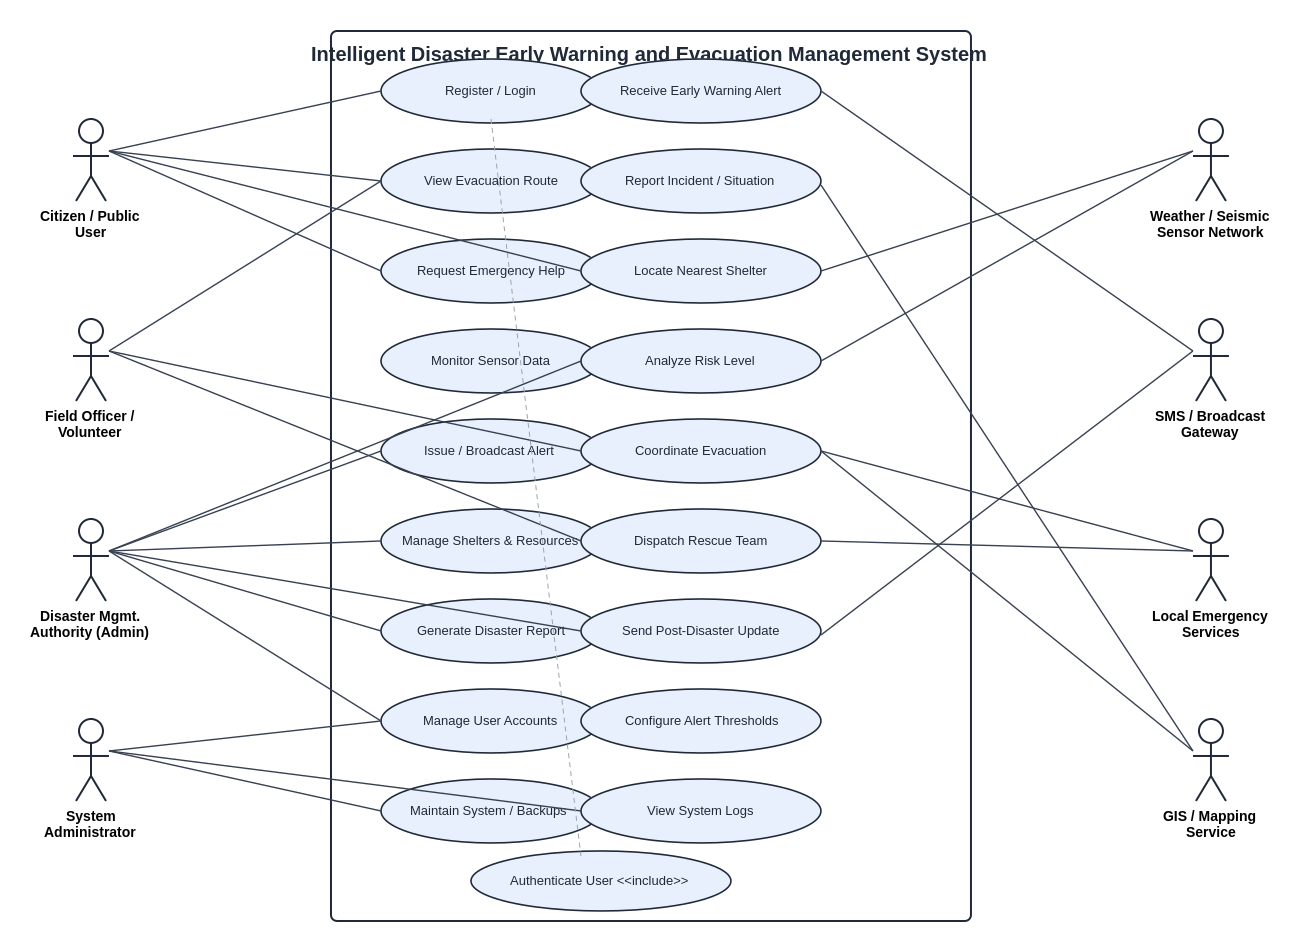 Intelligent Disaster Early Warning and Evacuation Management System
Register / Login
Receive Early Warning Alert
View Evacuation Route
Report Incident / Situation
Request Emergency Help
Locate Nearest Shelter
Monitor Sensor Data
Analyze Risk Level
Issue / Broadcast Alert
Coordinate Evacuation
Manage Shelters & Resources
Dispatch Rescue Team
Generate Disaster Report
Send Post-Disaster Update
Manage User Accounts
Configure Alert Thresholds
Maintain System / Backups
View System Logs
Authenticate User <<include>>
Citizen / Public
User
Field Officer /
Volunteer
Disaster Mgmt.
Authority (Admin)
System
Administrator
Weather / Seismic
Sensor Network
SMS / Broadcast
Gateway
Local Emergency
Services
GIS / Mapping
Service